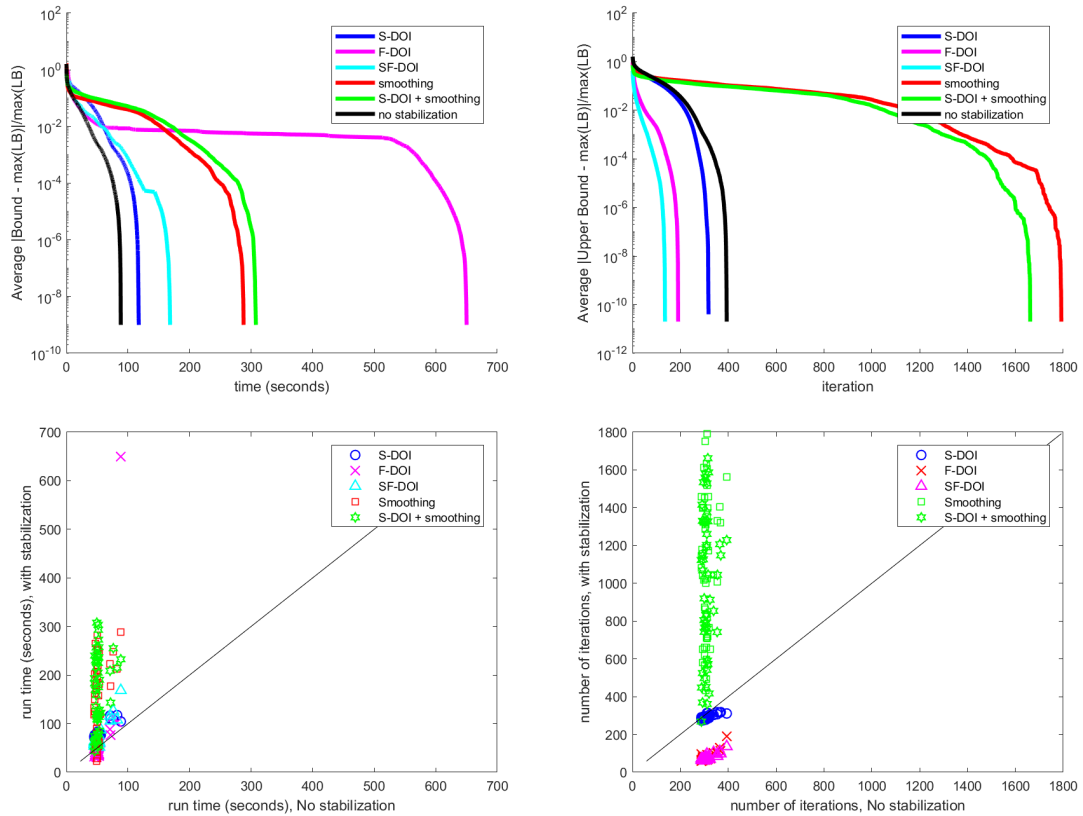 Average |Bound - max(LB)|/max(LB)
10^2
10^0
10^-2
10^-4
10^-6
10^-8
10^-10
0 100 200 300 400 500 600 700
time (seconds)
S-DOI
F-DOI
SF-DOI
smoothing
S-DOI + smoothing
no stabilization
Average |Upper Bound - max(LB)|/max(LB)
10^2
10^0
10^-2
10^-4
10^-6
10^-8
10^-10
10^-12
0 200 400 600 800 1000 1200 1400 1600 1800
iteration
S-DOI
F-DOI
SF-DOI
smoothing
S-DOI + smoothing
no stabilization
run time (seconds), with stabilization
700
600
500
400
300
200
100
0
0 100 200 300 400 500 600 700
run time (seconds), No stabilization
S-DOI
F-DOI
SF-DOI
Smoothing
S-DOI + smoothing
number of iterations, with stabilization
1800
1600
1400
1200
1000
800
600
400
200
0
0 200 400 600 800 1000 1200 1400 1600 1800
number of iterations, No stabilization
S-DOI
F-DOI
SF-DOI
Smoothing
S-DOI + smoothing